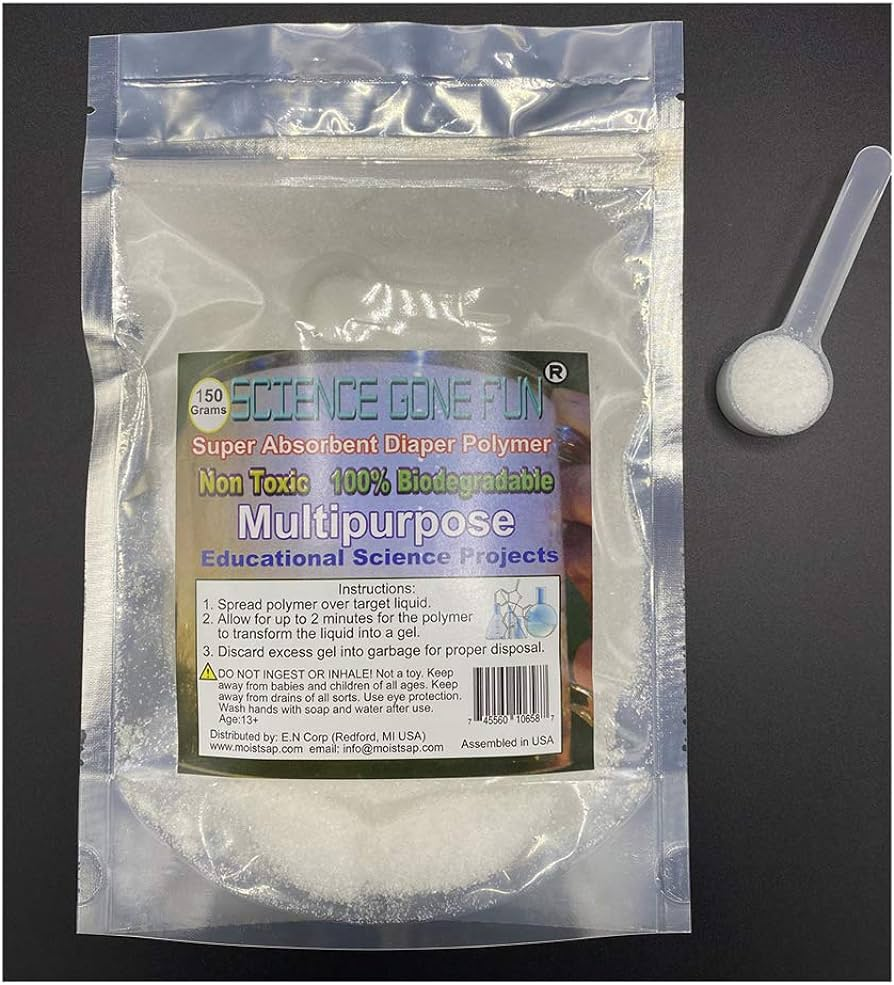 150
Grams
SCIENCE GONE FUN ®
Super Absorbent Diaper Polymer
Non Toxic 100% Biodegradable
Multipurpose
Educational Science Projects
Instructions:
1. Spread polymer over target liquid.
2. Allow for up to 2 minutes for the polymer
to transform the liquid into a gel.
3. Discard excess gel into garbage for proper disposal.
DO NOT INGEST OR INHALE! Not a toy. Keep
away from babies and children of all ages. Keep
away from drains of all sorts. Use eye protection.
Wash hands with soap and water after use.
Age:13+
7 45560 10658 7
Distributed by: E.N Corp (Redford, MI USA)
www.moistsap.com email: info@moistsap.com
Assembled in USA